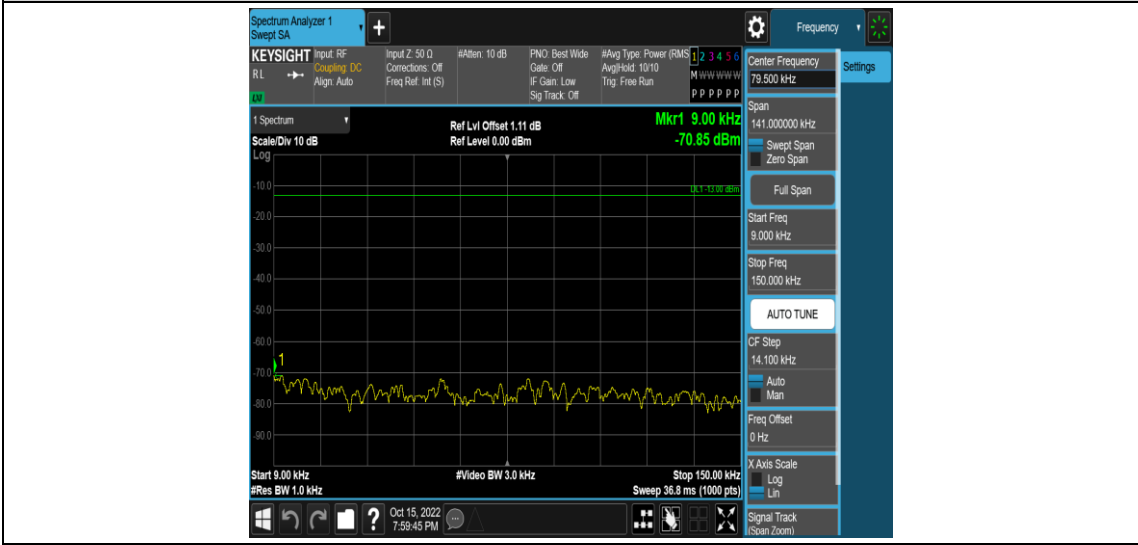 Spectrum Analyzer 1
Swept SA
+
Frequency
KEYSIGHT
RL
LM
Input: RF
Coupling: DC
Align: Auto
Input Z: 50 Ω
Corrections: Off
Freq Ref: Int (S)
#Atten: 10 dB
PNO: Best Wide
Gate: Off
IF Gain: Low
Sig Track: Off
#Avg Type: Power (RMS
Avg|Hold: 10/10
Trig: Free Run
1 2 3 4 5 6
M W W W W W
P P P P P P
1 Spectrum
Scale/Div 10 dB
Log
Ref Lvl Offset 1.11 dB
Ref Level 0.00 dBm
Mkr1 9.00 kHz
-70.85 dBm
DL1 -13.00 dBm
-10.0
-20.0
-30.0
-40.0
-50.0
-60.0
1
-70.0
-80.0
-90.0
Start 9.00 kHz
#Res BW 1.0 kHz
#Video BW 3.0 kHz
Stop 150.00 kHz
Sweep 36.8 ms (1000 pts)
?
Oct 15, 2022
7:59:45 PM
Center Frequency
79.500 kHz
Settings
Span
141.000000 kHz
Swept Span
Zero Span
Full Span
Start Freq
9.000 kHz
Stop Freq
150.000 kHz
AUTO TUNE
CF Step
14.100 kHz
Auto
Man
Freq Offset
0 Hz
X Axis Scale
Log
Lin
Signal Track
(Span Zoom)